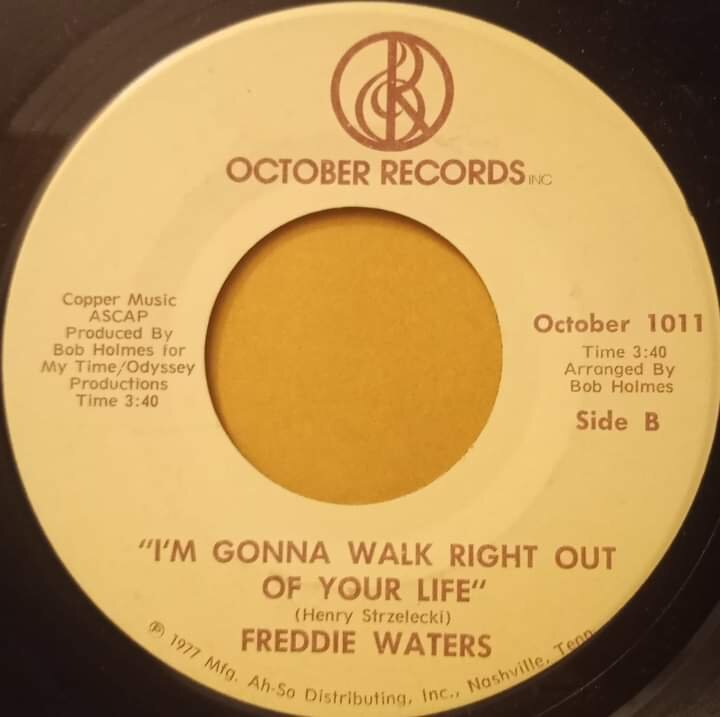 OCTOBER RECORDS INC
Copper Music
ASCAP
Produced By
Bob Holmes for
My Time/Odyssey
Productions
Time 3:40
October 1011
Time 3:40
Arranged By
Bob Holmes
Side B
"I'M GONNA WALK RIGHT OUT
OF YOUR LIFE"
(Henry Strzelecki)
FREDDIE WATERS
℗ 1977 Mfg. Ah-So Distributing, Inc., Nashville, Tenn.